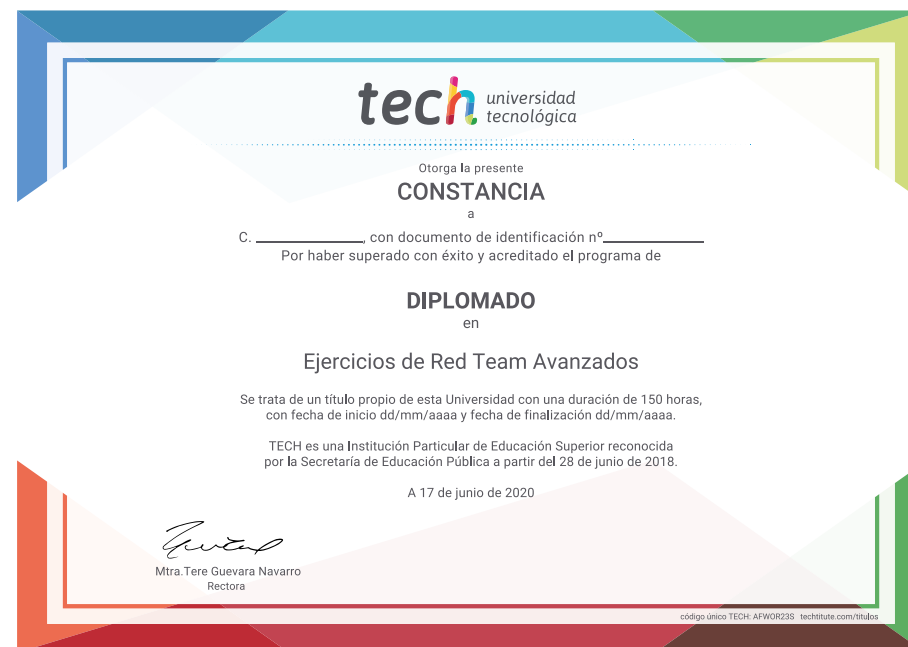 tech universidad
tecnológica
Otorga la presente
CONSTANCIA
a
C. ____________, con documento de identificación nº____________
Por haber superado con éxito y acreditado el programa de
DIPLOMADO
en
Ejercicios de Red Team Avanzados
Se trata de un título propio de esta Universidad con una duración de 150 horas,
con fecha de inicio dd/mm/aaaa y fecha de finalización dd/mm/aaaa.
TECH es una Institución Particular de Educación Superior reconocida
por la Secretaría de Educación Pública a partir del 28 de junio de 2018.
A 17 de junio de 2020
Mtra.Tere Guevara Navarro
Rectora
código único TECH: AFWOR23S techtitute.com/titulos